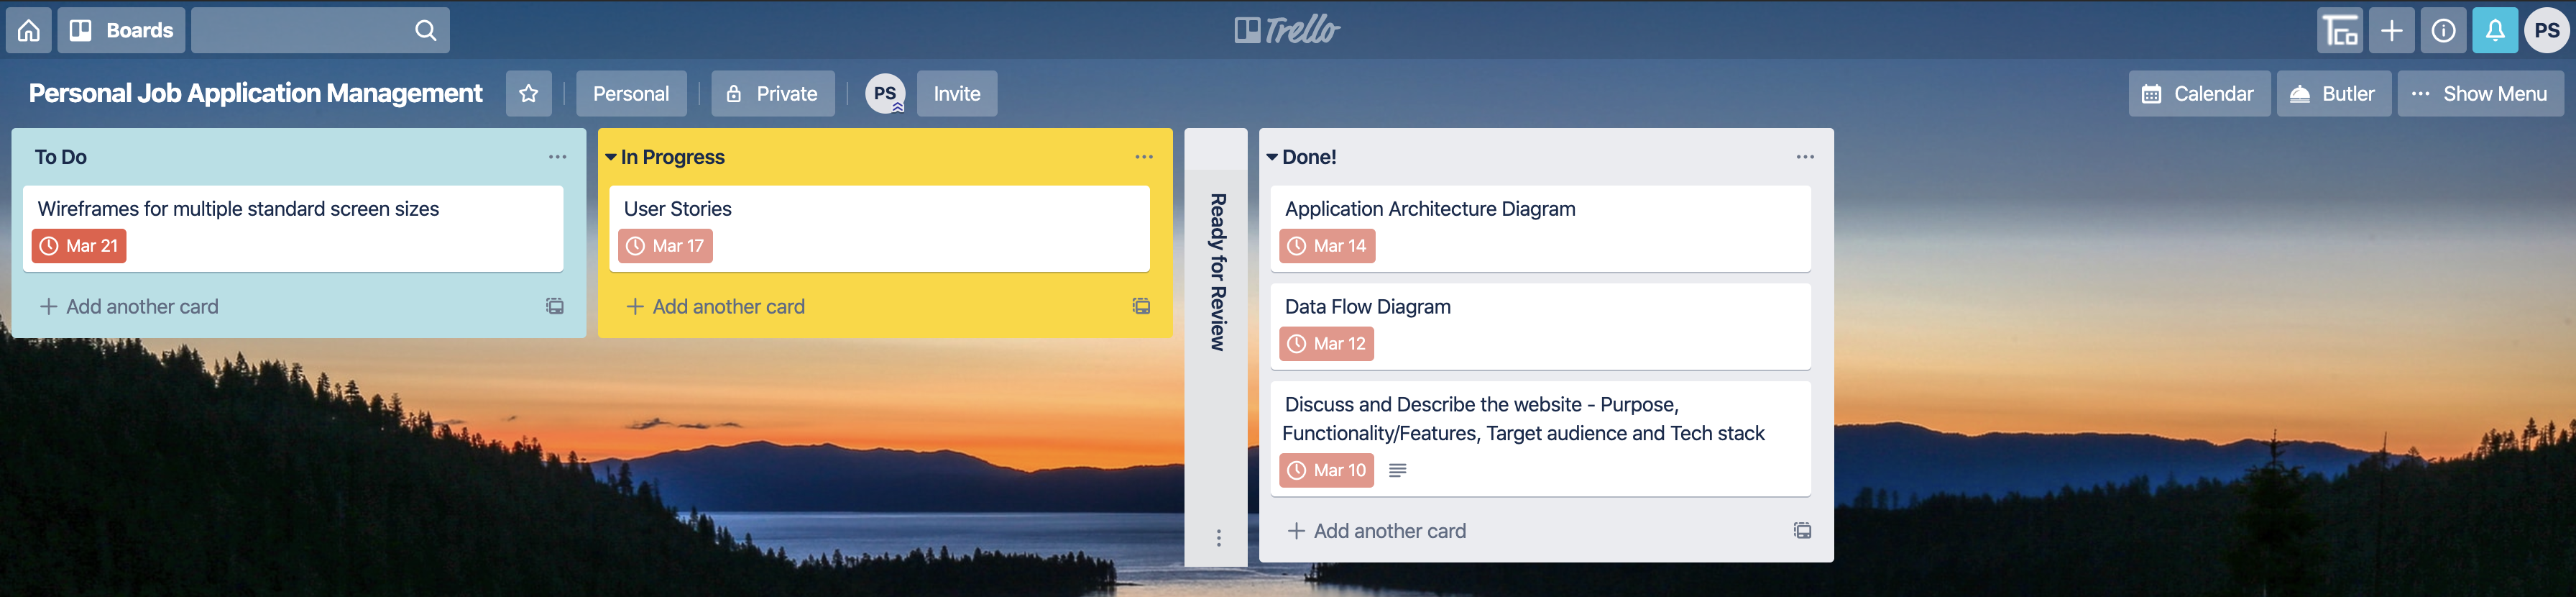 Boards
Trello
PS
Personal Job Application Management
Personal
Private
PS
Invite
Calendar
Butler
Show Menu
To Do
Wireframes for multiple standard screen sizes
Mar 21
Add another card
In Progress
User Stories
Mar 17
Add another card
Ready for Review
Done!
Application Architecture Diagram
Mar 14
Data Flow Diagram
Mar 12
Discuss and Describe the website - Purpose,
Functionality/Features, Target audience and Tech stack
Mar 10
Add another card